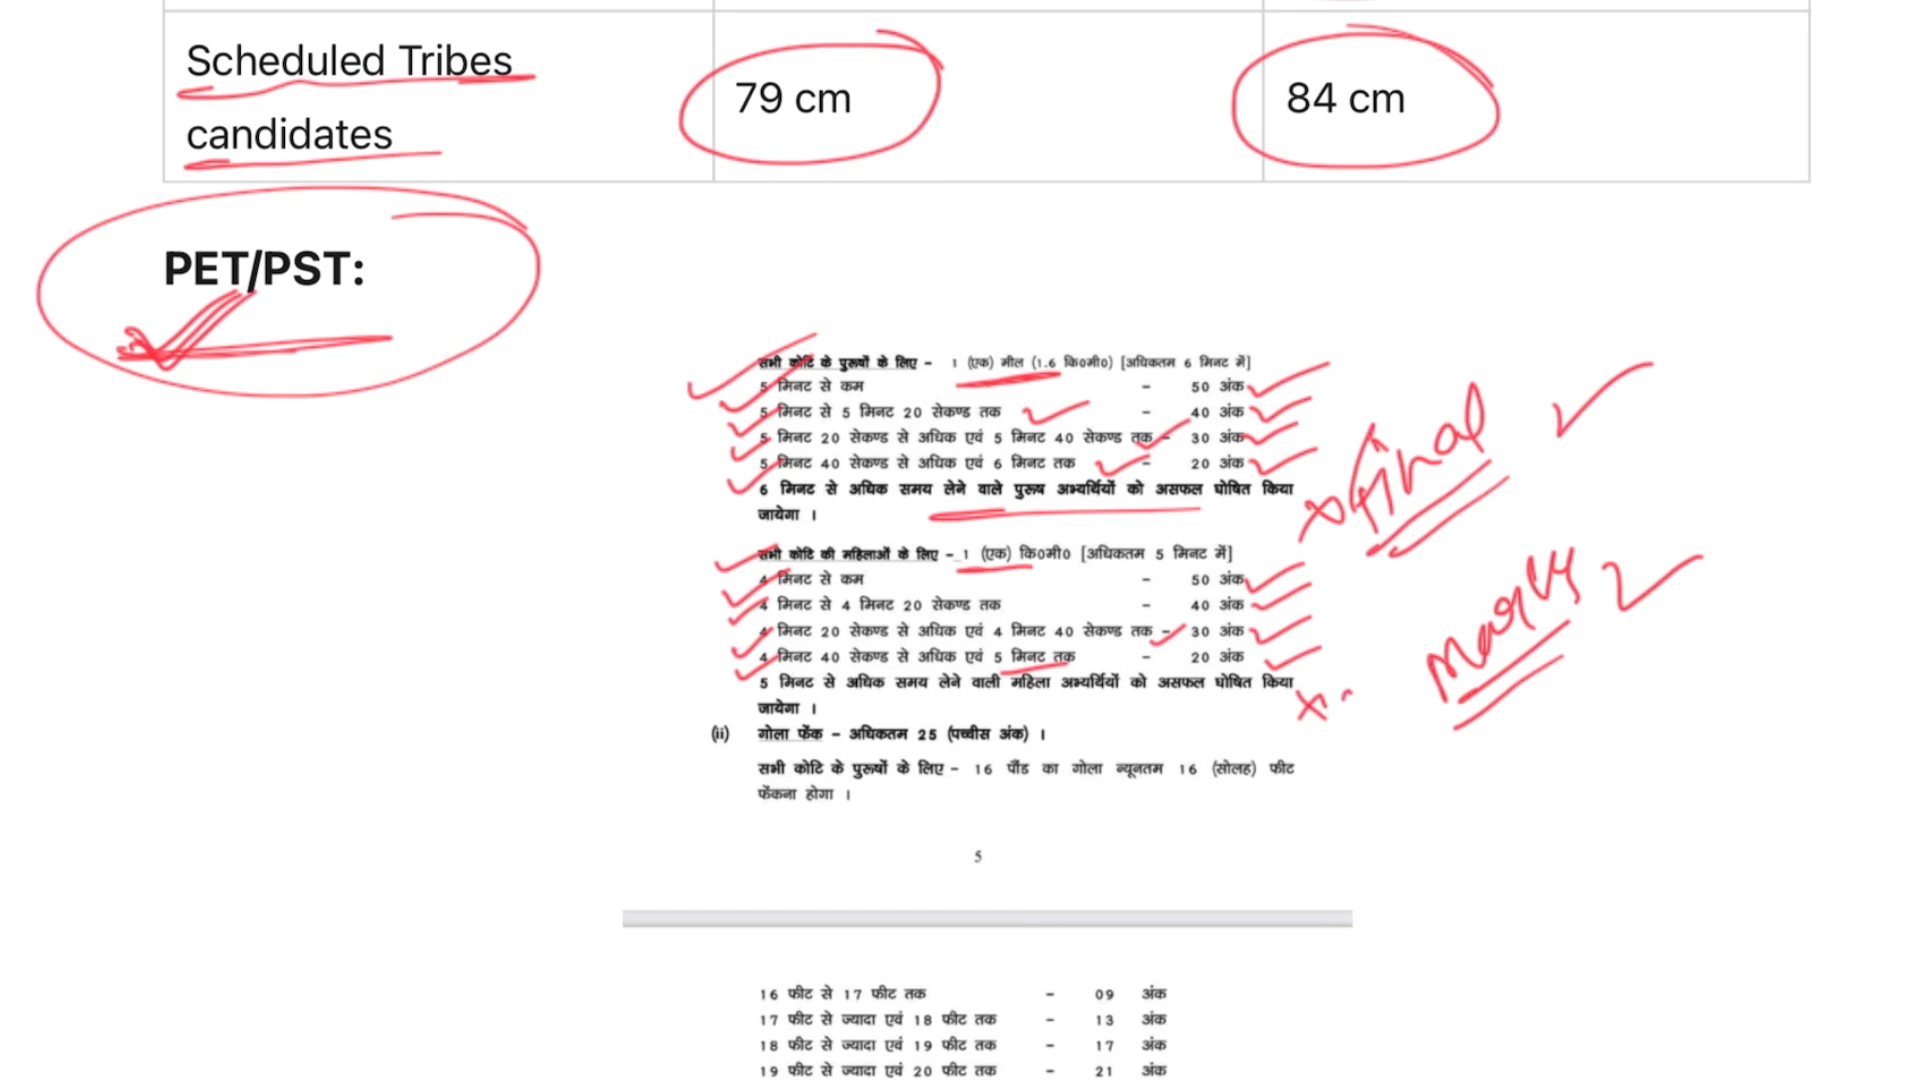 Scheduled Tribes
candidates
79 cm
84 cm
PET/PST:
सभी कोटि के पुरूषों के लिए - 1 (एक) मील (1.6 कि०मी०) [अधिकतम 6 मिनट में]
5 मिनट से कम - 50 अंक
5 मिनट से 5 मिनट 20 सेकण्ड तक - 40 अंक
5 मिनट 20 सेकण्ड से अधिक एवं 5 मिनट 40 सेकण्ड तक - 30 अंक
5 मिनट 40 सेकण्ड से अधिक एवं 6 मिनट तक - 20 अंक
6 मिनट से अधिक समय लेने वाले पुरूष अभ्यर्थियों को असफल घोषित किया
जायेगा ।
Final
सभी कोटि की महिलाओं के लिए - 1 (एक) कि०मी० [अधिकतम 5 मिनट में]
4 मिनट से कम - 50 अंक
4 मिनट से 4 मिनट 20 सेकण्ड तक - 40 अंक
4 मिनट 20 सेकण्ड से अधिक एवं 4 मिनट 40 सेकण्ड तक - 30 अंक
4 मिनट 40 सेकण्ड से अधिक एवं 5 मिनट तक - 20 अंक
5 मिनट से अधिक समय लेने वाली महिला अभ्यर्थियों को असफल घोषित किया
जायेगा ।
Marks
(ii) गोला फेंक - अधिकतम 25 (पच्चीस अंक) ।
सभी कोटि के पुरूषों के लिए - 16 पौंड का गोला न्यूनतम 16 (सोलह) फीट
फेंकना होगा ।
5
16 फीट से 17 फीट तक - 09 अंक
17 फीट से ज्यादा एवं 18 फीट तक - 13 अंक
18 फीट से ज्यादा एवं 19 फीट तक - 17 अंक
19 फीट से ज्यादा एवं 20 फीट तक - 21 अंक